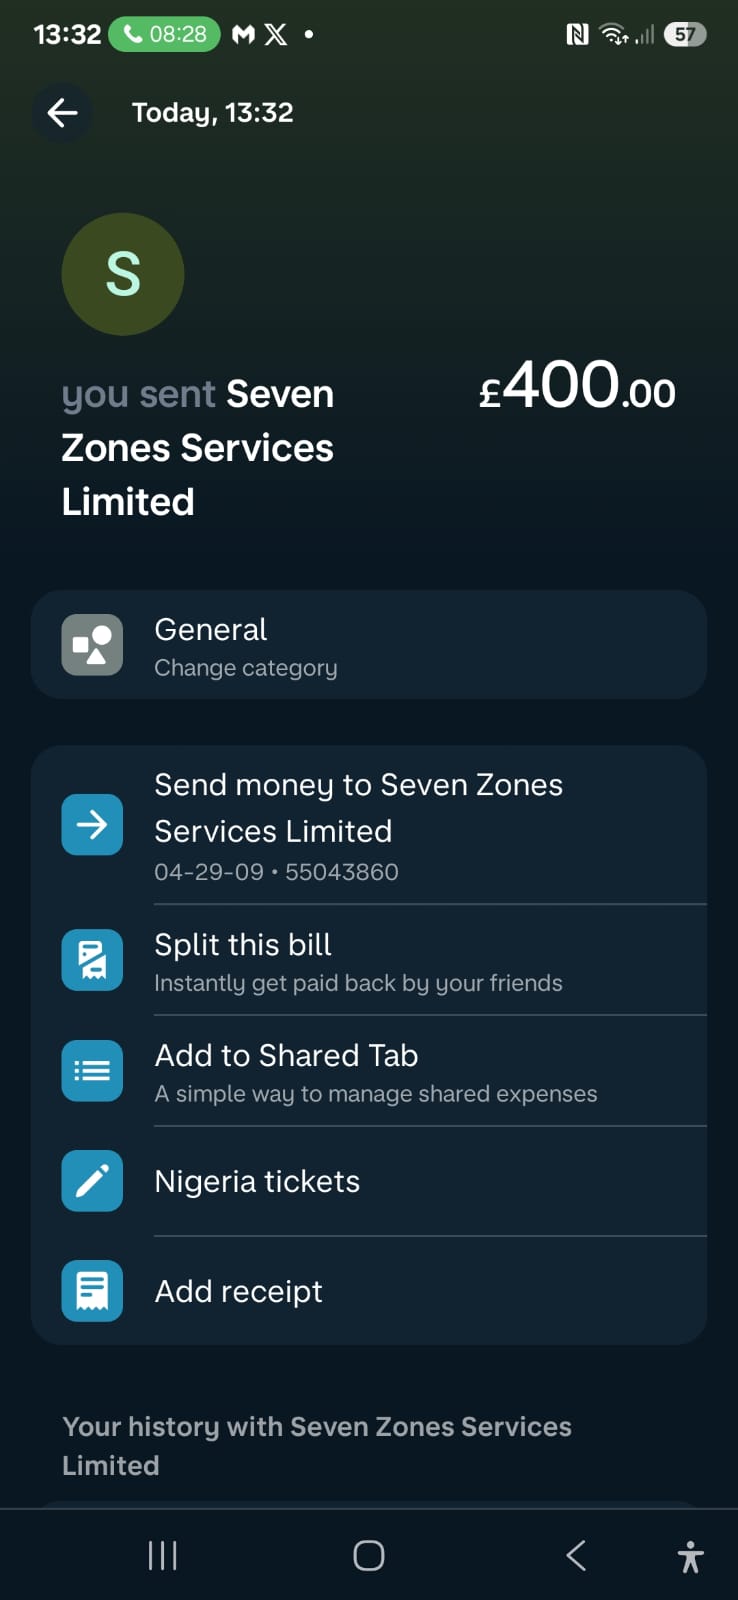 13:32 08:28 57
Today, 13:32
S
you sent Seven
Zones Services
Limited
£400.00
General
Change category
Send money to Seven Zones
Services Limited
04-29-09 • 55043860
Split this bill
Instantly get paid back by your friends
Add to Shared Tab
A simple way to manage shared expenses
Nigeria tickets
Add receipt
Your history with Seven Zones Services
Limited